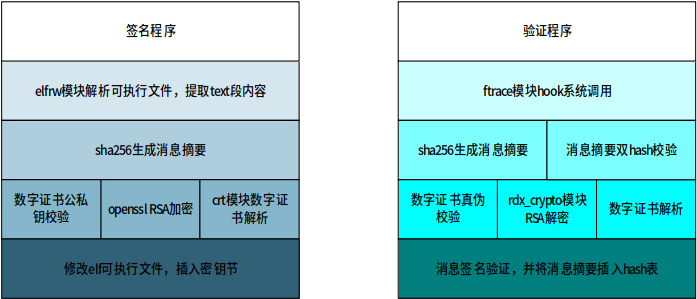 签名程序
elfrw模块解析可执行文件，提取text段内容
sha256生成消息摘要
数字证书公私
钥校验
openssl RSA加密
crt模块数字证
书解析
修改elf可执行文件，插入密钥节
验证程序
ftrace模块hook系统调用
sha256生成消息摘要
消息摘要双hash校验
数字证书真伪
校验
rdx_crypto模块
RSA解密
数字证书解析
消息签名验证，并将消息摘要插入hash表